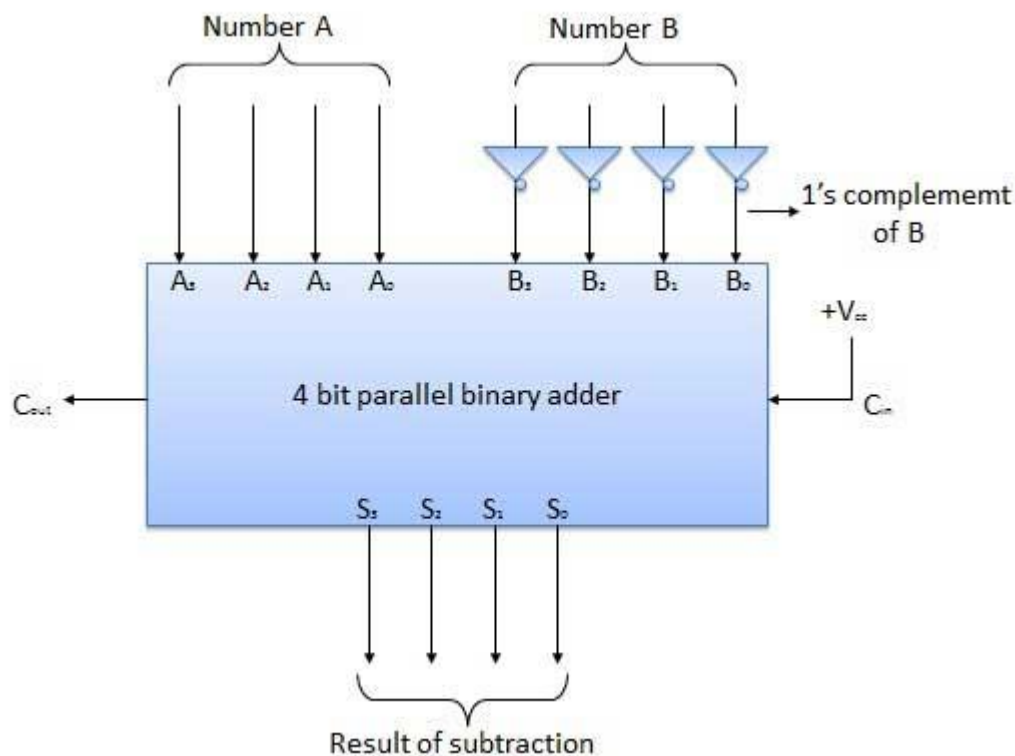 Number A
Number B
1's complememt
of B
A₃ A₂ A₁ A₀ B₃ B₂ B₁ B₀
+V
4 bit parallel binary adder
Cₒᵤₜ
Cᵢₙ
S₃ S₂ S₁ S₀
Result of subtraction